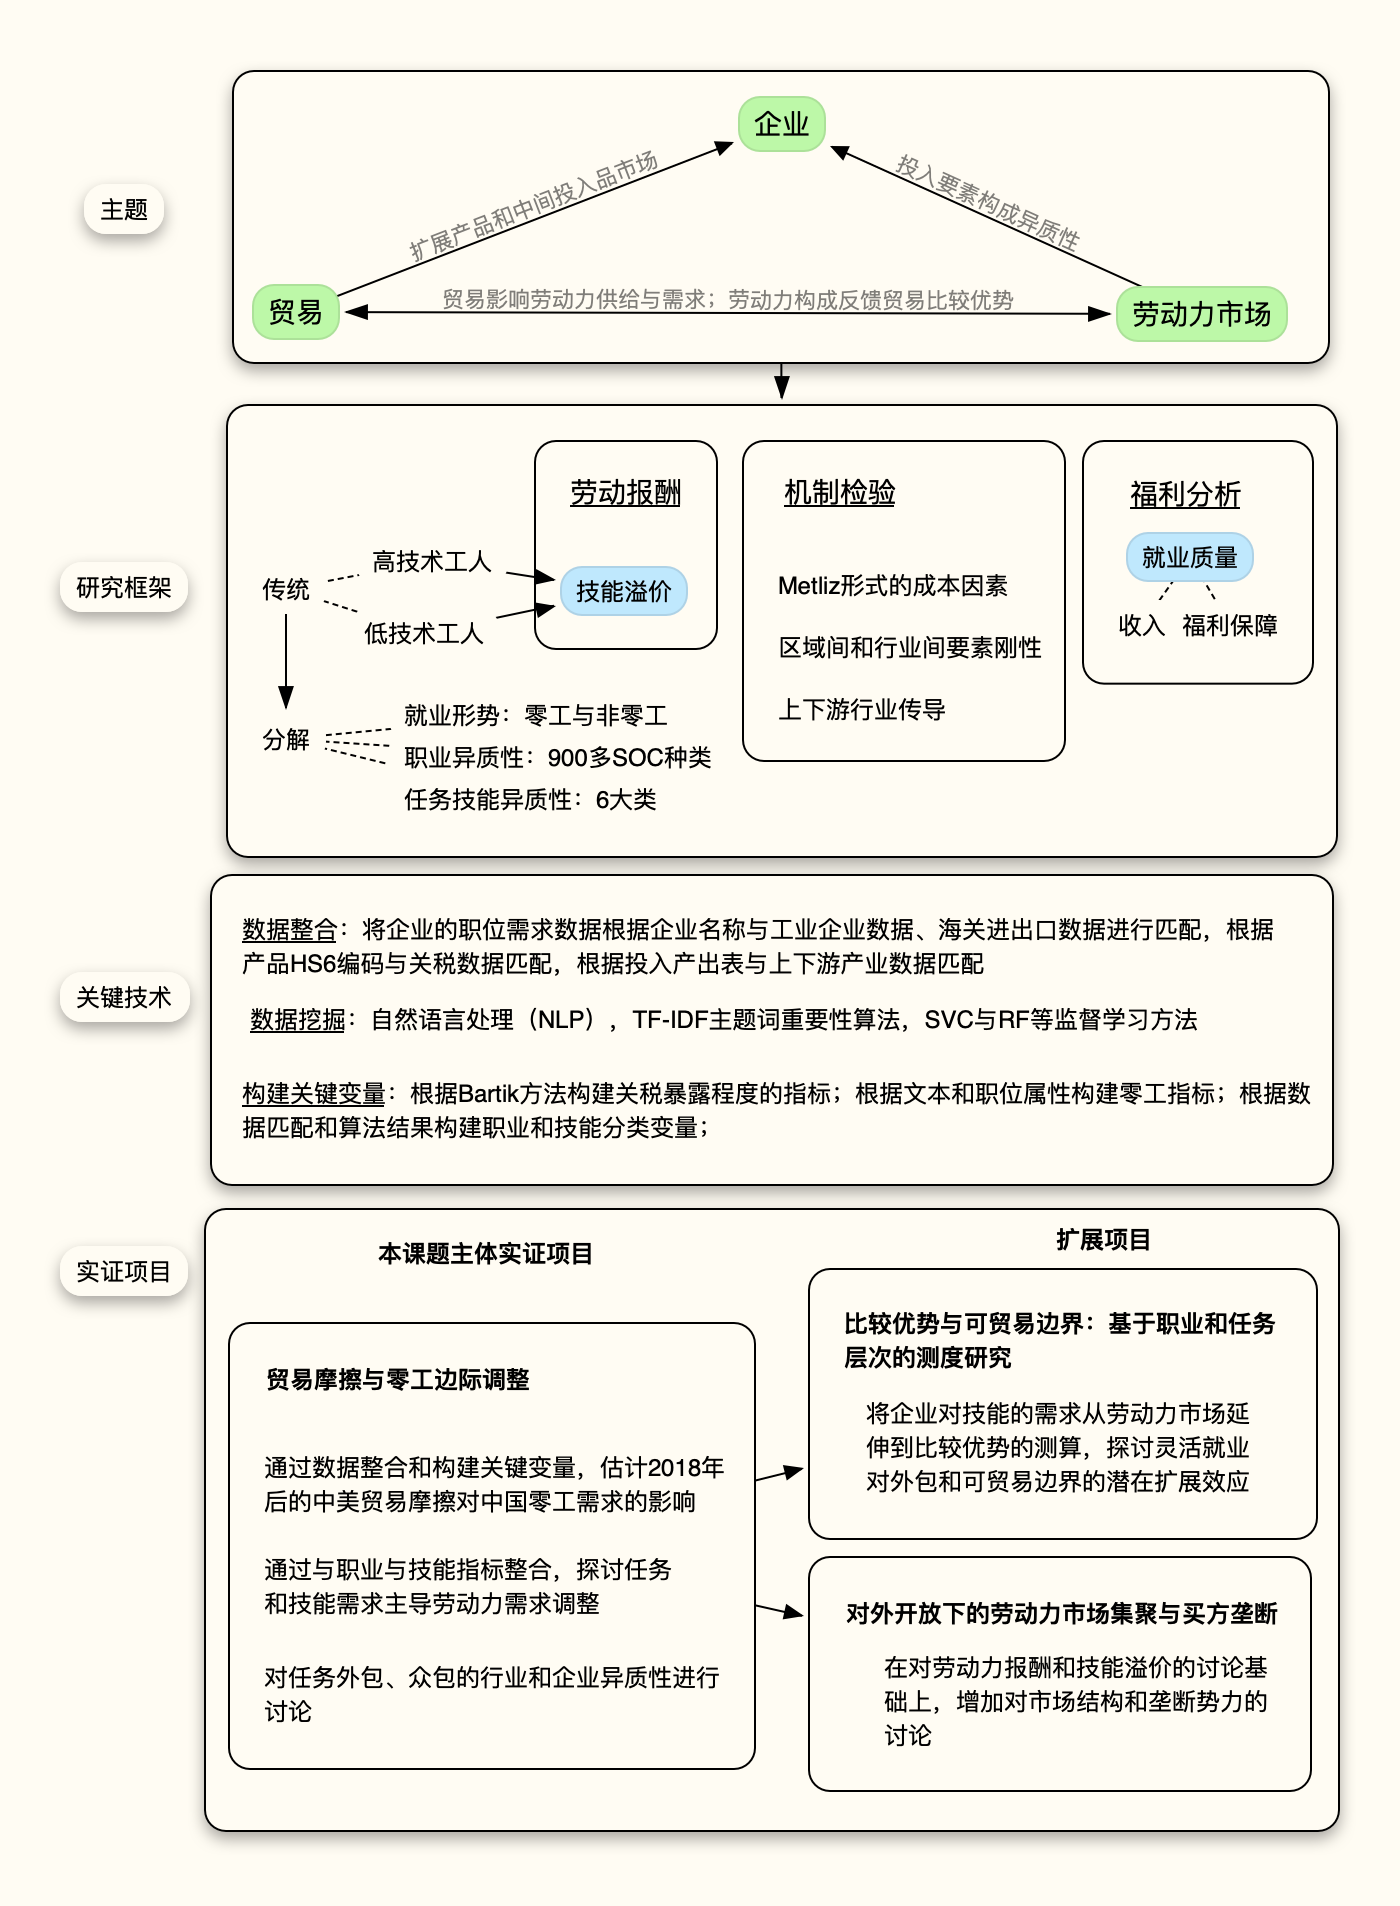 主题
企业
扩展产品和中间投入品市场
投入要素构成异质性
贸易
贸易影响劳动力供给与需求；劳动力构成反馈贸易比较优势
劳动力市场
研究框架
传统
高技术工人
低技术工人
劳动报酬
技能溢价
分解
就业形势：零工与非零工
职业异质性：900多SOC种类
任务技能异质性：6大类
机制检验
Metliz形式的成本因素
区域间和行业间要素刚性
上下游行业传导
福利分析
就业质量
收入 福利保障
关键技术
数据整合：将企业的职位需求数据根据企业名称与工业企业数据、海关进出口数据进行匹配，根据
产品HS6编码与关税数据匹配，根据投入产出表与上下游产业数据匹配
数据挖掘：自然语言处理（NLP），TF-IDF主题词重要性算法，SVC与RF等监督学习方法
构建关键变量：根据Bartik方法构建关税暴露程度的指标；根据文本和职位属性构建零工指标；根据数
据匹配和算法结果构建职业和技能分类变量；
实证项目
本课题主体实证项目
贸易摩擦与零工边际调整
通过数据整合和构建关键变量，估计2018年
后的中美贸易摩擦对中国零工需求的影响
通过与职业与技能指标整合，探讨任务
和技能需求主导劳动力需求调整
对任务外包、众包的行业和企业异质性进行
讨论
扩展项目
比较优势与可贸易边界：基于职业和任务
层次的测度研究
将企业对技能的需求从劳动力市场延
伸到比较优势的测算，探讨灵活就业
对外包和可贸易边界的潜在扩展效应
对外开放下的劳动力市场集聚与买方垄断
在对劳动力报酬和技能溢价的讨论基
础上，增加对市场结构和垄断势力的
讨论